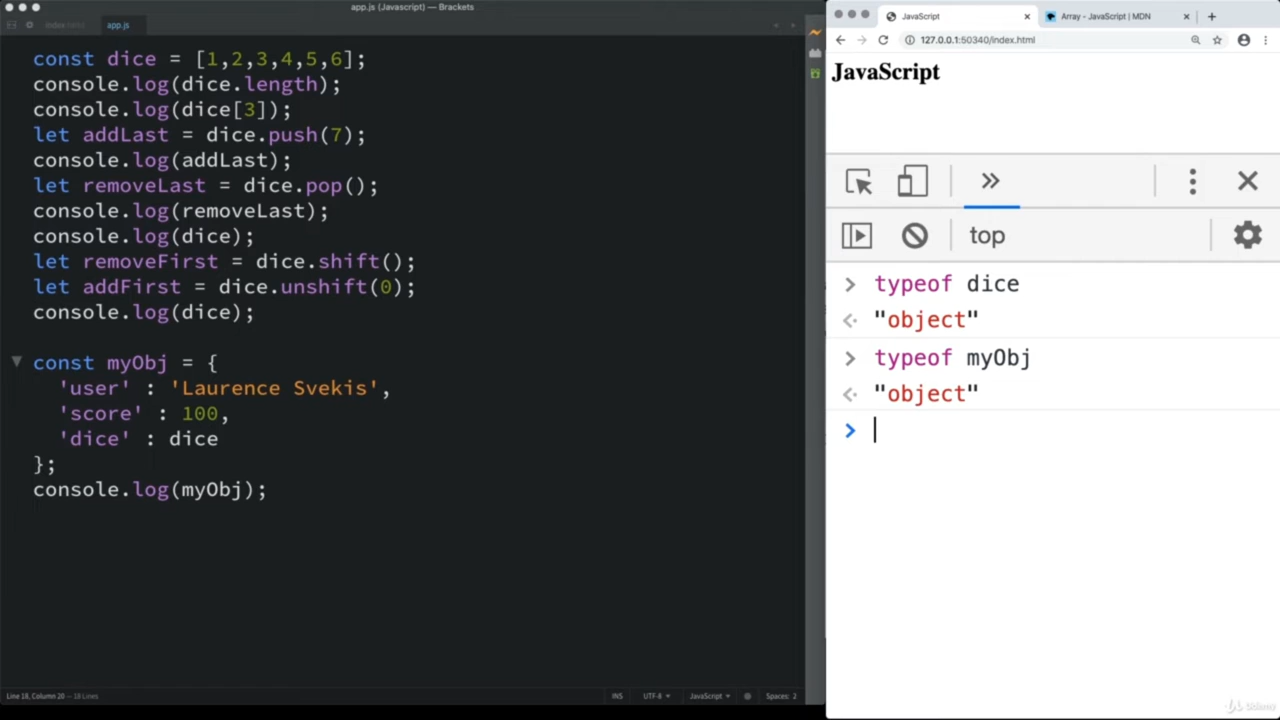 app.js (Javascript) — Brackets
index
app.js
const dice = [1,2,3,4,5,6];
console.log(dice.length);
console.log(dice[3]);
let addLast = dice.push(7);
console.log(addLast);
let removeLast = dice.pop();
console.log(removeLast);
console.log(dice);
let removeFirst = dice.shift();
let addFirst = dice.unshift(0);
console.log(dice);
const myObj = {
'user' : 'Laurence Svekis',
'score' : 100,
'dice' : dice
};
console.log(myObj);
Line 18, Column 20 — 18 Lines
INS
UTF-8
JavaScript
Spaces: 2
JavaScript
Array - JavaScript | MDN
127.0.0.1:50340/index.html
JavaScript
top
typeof dice
"object"
typeof myObj
"object"
Udemy